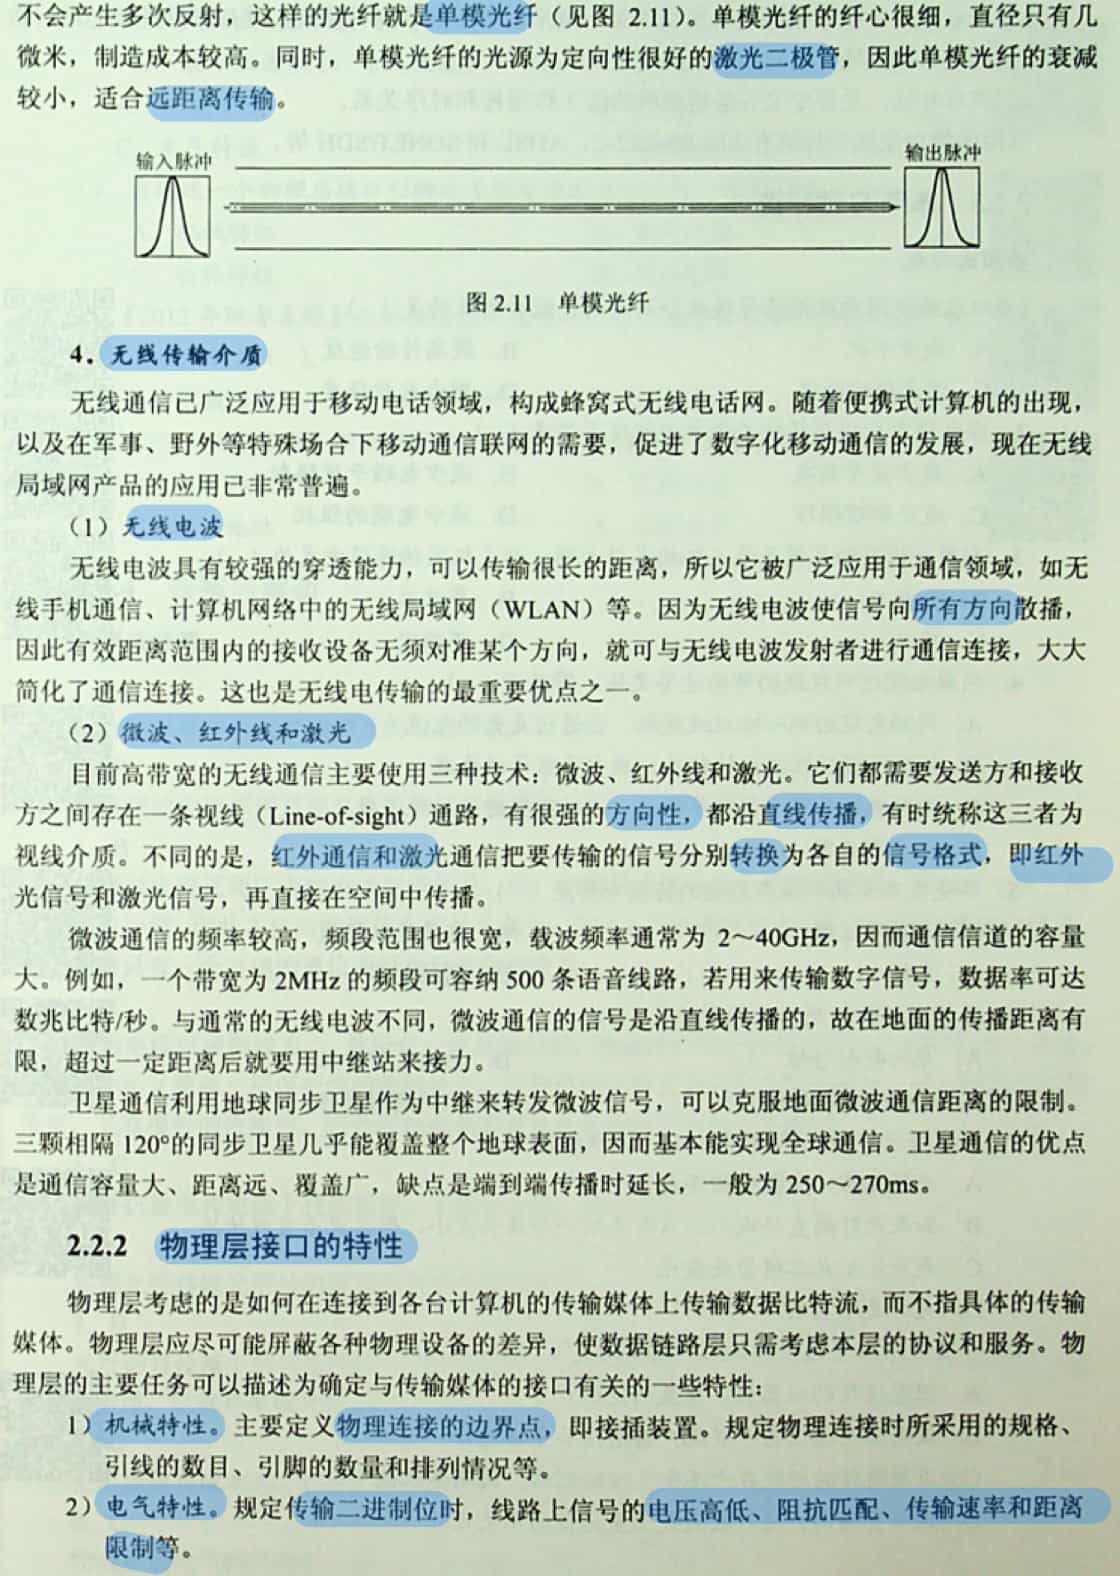 不会产生多次反射，这样的光纤就是单模光纤（见图 2.11）。单模光纤的纤心很细，直径只有几
微米，制造成本较高。同时，单模光纤的光源为定向性很好的激光二极管，因此单模光纤的衰减
较小，适合远距离传输。
输入脉冲
输出脉冲
图 2.11 单模光纤
4．无线传输介质
无线通信已广泛应用于移动电话领域，构成蜂窝式无线电话网。随着便携式计算机的出现，
以及在军事、野外等特殊场合下移动通信联网的需要，促进了数字化移动通信的发展，现在无线
局域网产品的应用已非常普遍。
（1）无线电波
无线电波具有较强的穿透能力，可以传输很长的距离，所以它被广泛应用于通信领域，如无
线手机通信、计算机网络中的无线局域网（WLAN）等。因为无线电波使信号向所有方向散播，
因此有效距离范围内的接收设备无须对准某个方向，就可与无线电波发射者进行通信连接，大大
简化了通信连接。这也是无线电传输的最重要优点之一。
（2）微波、红外线和激光
目前高带宽的无线通信主要使用三种技术：微波、红外线和激光。它们都需要发送方和接收
方之间存在一条视线（Line-of-sight）通路，有很强的方向性，都沿直线传播，有时统称这三者为
视线介质。不同的是，红外通信和激光通信把要传输的信号分别转换为各自的信号格式，即红外
光信号和激光信号，再直接在空间中传播。
微波通信的频率较高，频段范围也很宽，载波频率通常为 2～40GHz，因而通信信道的容量
大。例如，一个带宽为 2MHz 的频段可容纳 500 条语音线路，若用来传输数字信号，数据率可达
数兆比特/秒。与通常的无线电波不同，微波通信的信号是沿直线传播的，故在地面的传播距离有
限，超过一定距离后就要用中继站来接力。
卫星通信利用地球同步卫星作为中继来转发微波信号，可以克服地面微波通信距离的限制。
三颗相隔 120°的同步卫星几乎能覆盖整个地球表面，因而基本能实现全球通信。卫星通信的优点
是通信容量大、距离远、覆盖广，缺点是端到端传播时延长，一般为 250～270ms。
2.2.2 物理层接口的特性
物理层考虑的是如何在连接到各台计算机的传输媒体上传输数据比特流，而不指具体的传输
媒体。物理层应尽可能屏蔽各种物理设备的差异，使数据链路层只需考虑本层的协议和服务。物
理层的主要任务可以描述为确定与传输媒体的接口有关的一些特性：
1）机械特性。主要定义物理连接的边界点，即接插装置。规定物理连接时所采用的规格、
引线的数目、引脚的数量和排列情况等。
2）电气特性。规定传输二进制位时，线路上信号的电压高低、阻抗匹配、传输速率和距离
限制等。